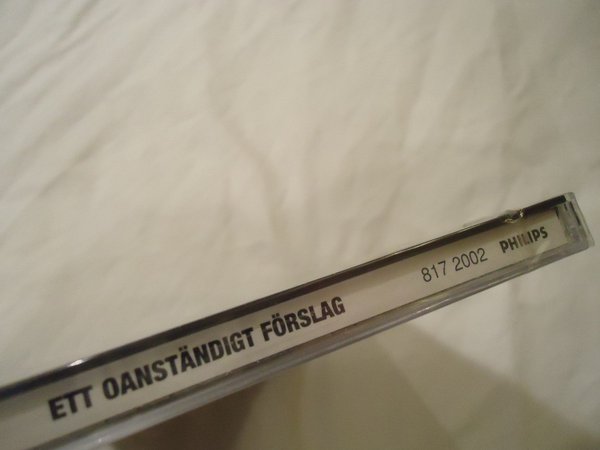 ETT OANSTÄNDIGT FÖRSLAG 817 2002 PHILIPS